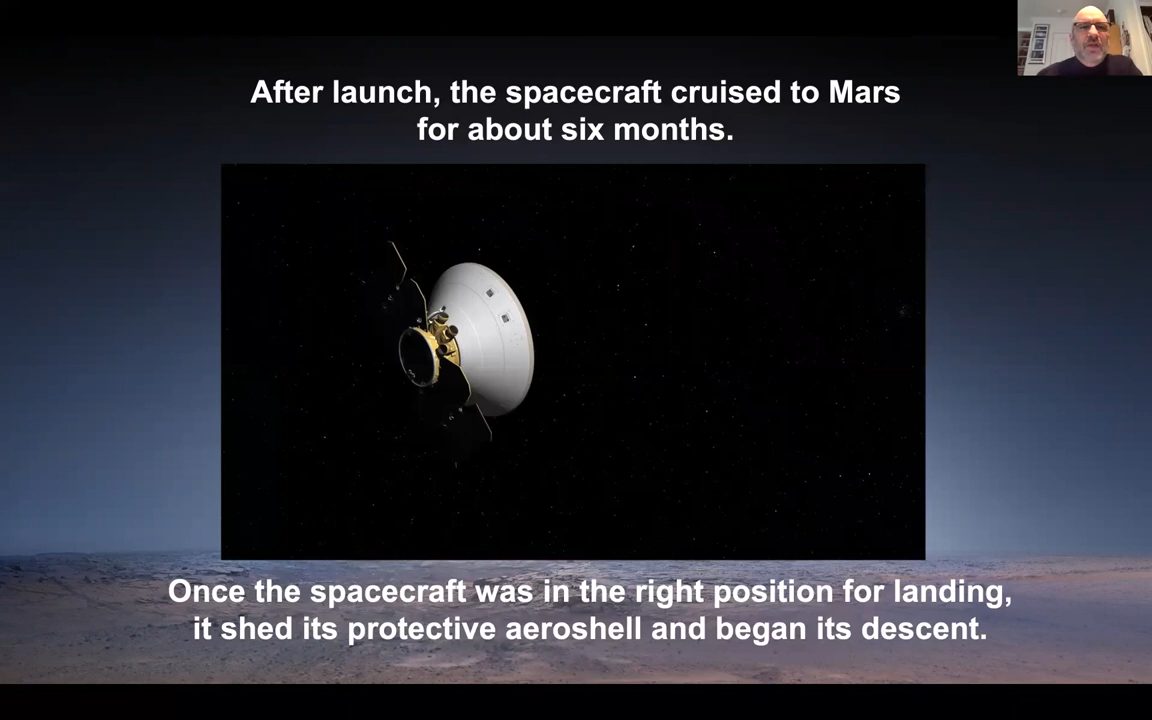 After launch, the spacecraft cruised to Mars
for about six months.
Once the spacecraft was in the right position for landing,
it shed its protective aeroshell and began its descent.